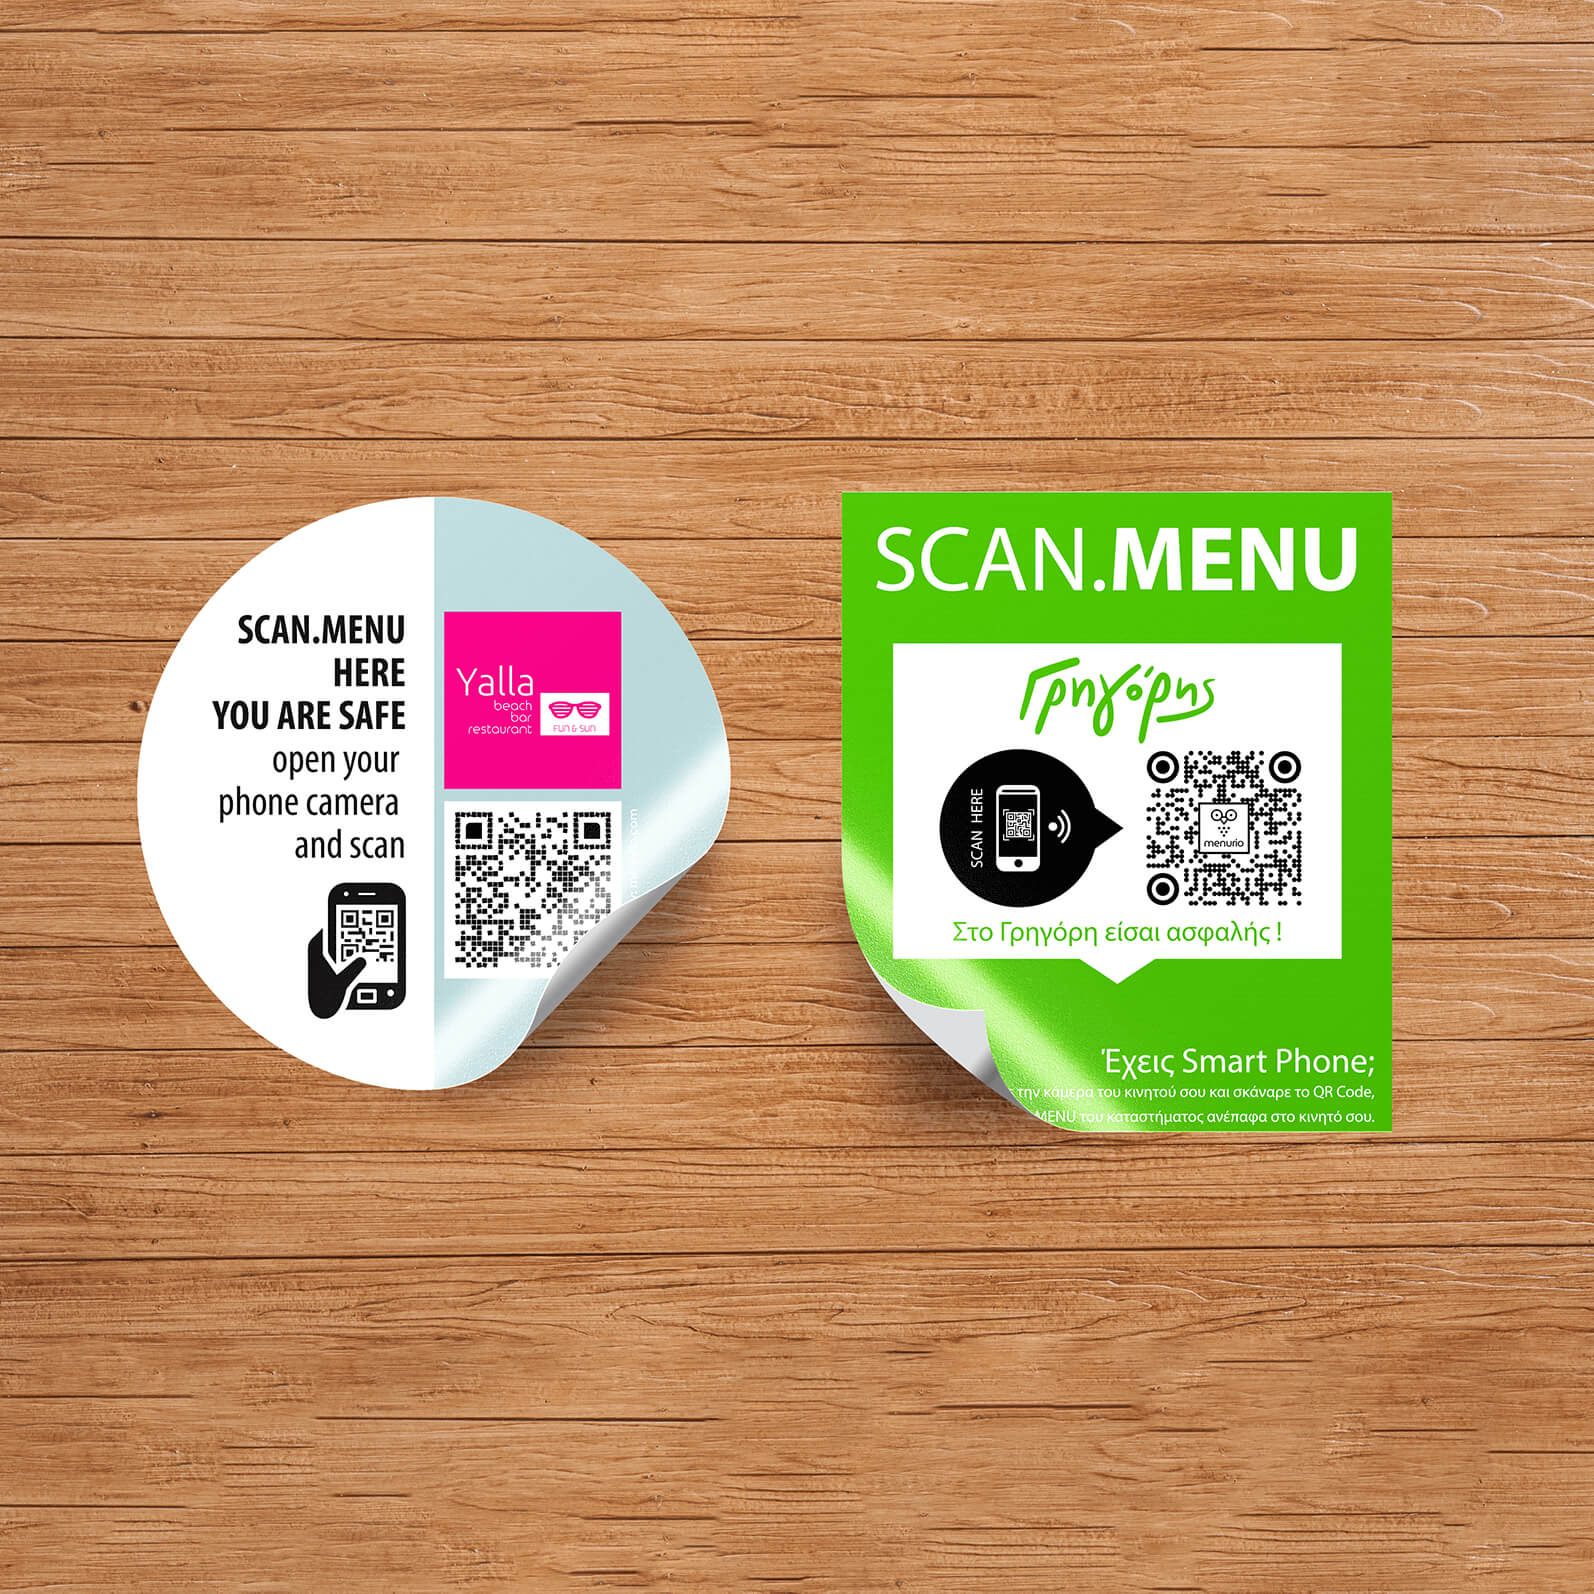 SCAN.MENU
HERE
YOU ARE SAFE
open your
phone camera
and scan
Yalla
beach
bar
restaurant
FUN & SUN
SCAN.MENU
Γρηγόρης
SCAN HERE
menurio
Στο Γρηγόρη είσαι ασφαλής !
Έχεις Smart Phone;
την κάμερα του κινητού σου και σκάναρε το QR Code,
MENU του καταστήματος ανέπαφα στο κινητό σου.